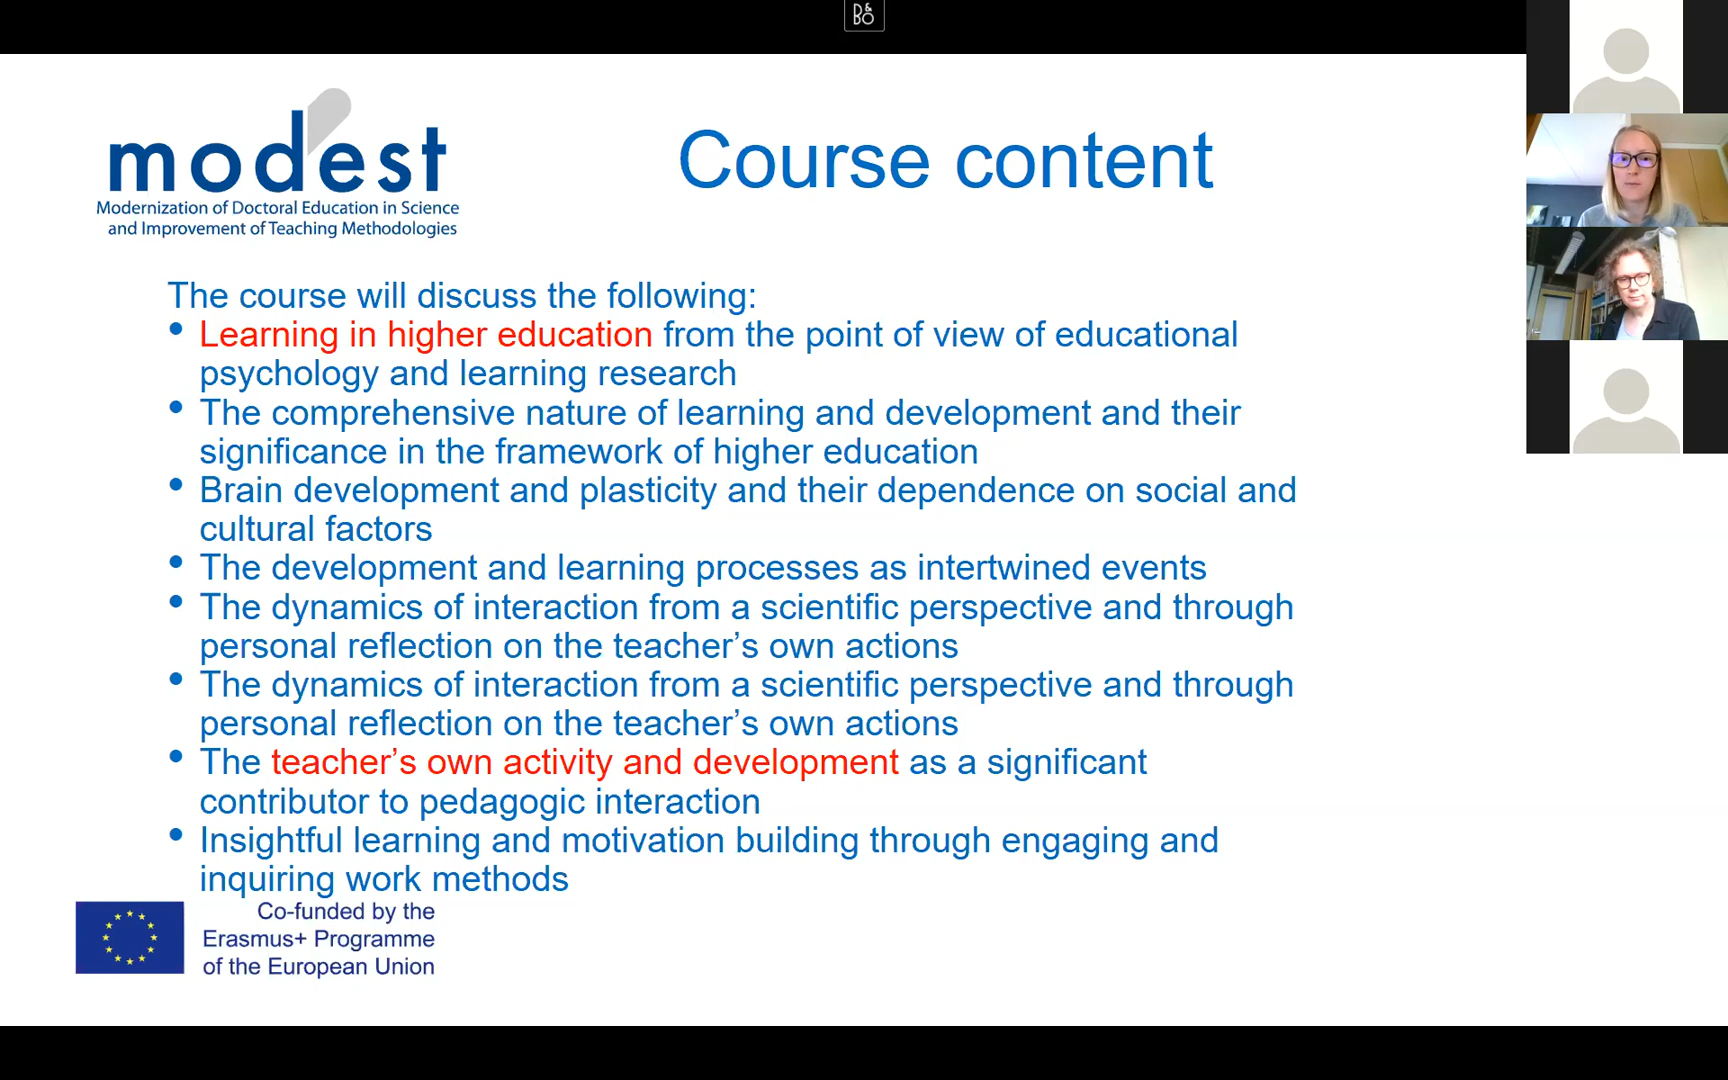 B&
BO
modest
Modernization of Doctoral Education in Science
and Improvement of Teaching Methodologies
Course content
The course will discuss the following:
• Learning in higher education from the point of view of educational
psychology and learning research
• The comprehensive nature of learning and development and their
significance in the framework of higher education
• Brain development and plasticity and their dependence on social and
cultural factors
• The development and learning processes as intertwined events
• The dynamics of interaction from a scientific perspective and through
personal reflection on the teacher’s own actions
• The dynamics of interaction from a scientific perspective and through
personal reflection on the teacher’s own actions
• The teacher’s own activity and development as a significant
contributor to pedagogic interaction
• Insightful learning and motivation building through engaging and
inquiring work methods
Co-funded by the
Erasmus+ Programme
of the European Union